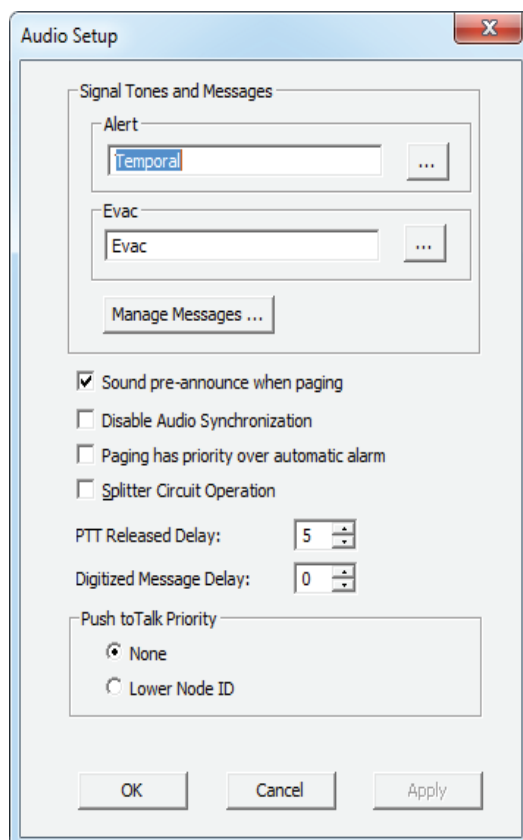 Audio Setup
X
Signal Tones and Messages
Alert
Temporal
...
Evac
Evac
...
Manage Messages ...
Sound pre-announce when paging
Disable Audio Synchronization
Paging has priority over automatic alarm
Splitter Circuit Operation
PTT Released Delay: 5
Digitized Message Delay: 0
Push toTalk Priority
None
Lower Node ID
OK Cancel Apply